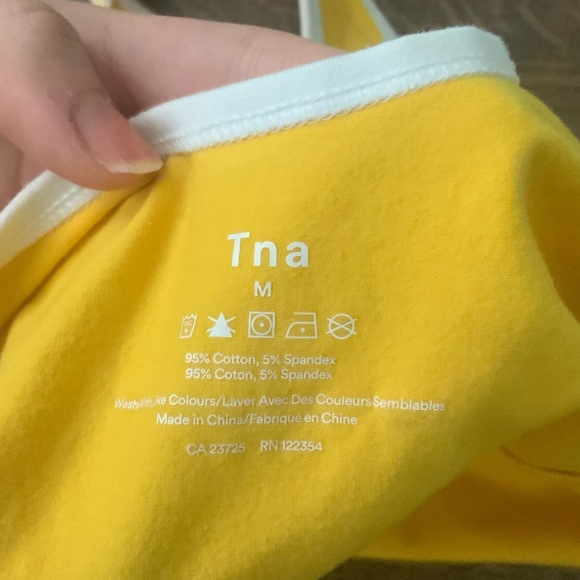 Tna
M
95% Cotton, 5% Spandex
95% Coton, 5% Spandex
Wash With Like Colours/Laver Avec Des Couleurs Semblables
Made in China/Fabriqué en Chine
CA 23725 RN 122354